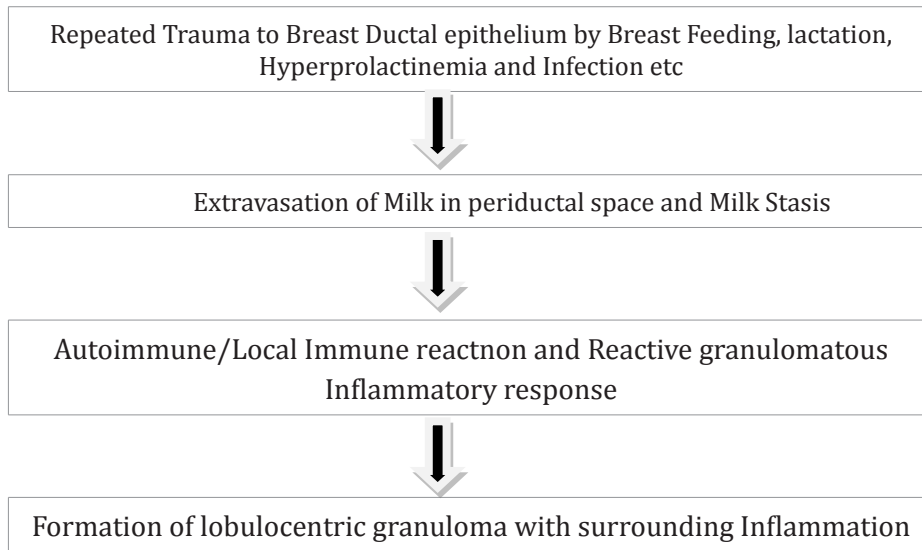 Repeated Trauma to Breast Ductal epithelium by Breast Feeding, lactation,
Hyperprolactinemia and Infection etc
Extravasation of Milk in periductal space and Milk Stasis
Autoimmune/Local Immune reactnon and Reactive granulomatous
Inflammatory response
Formation of lobulocentric granuloma with surrounding Inflammation